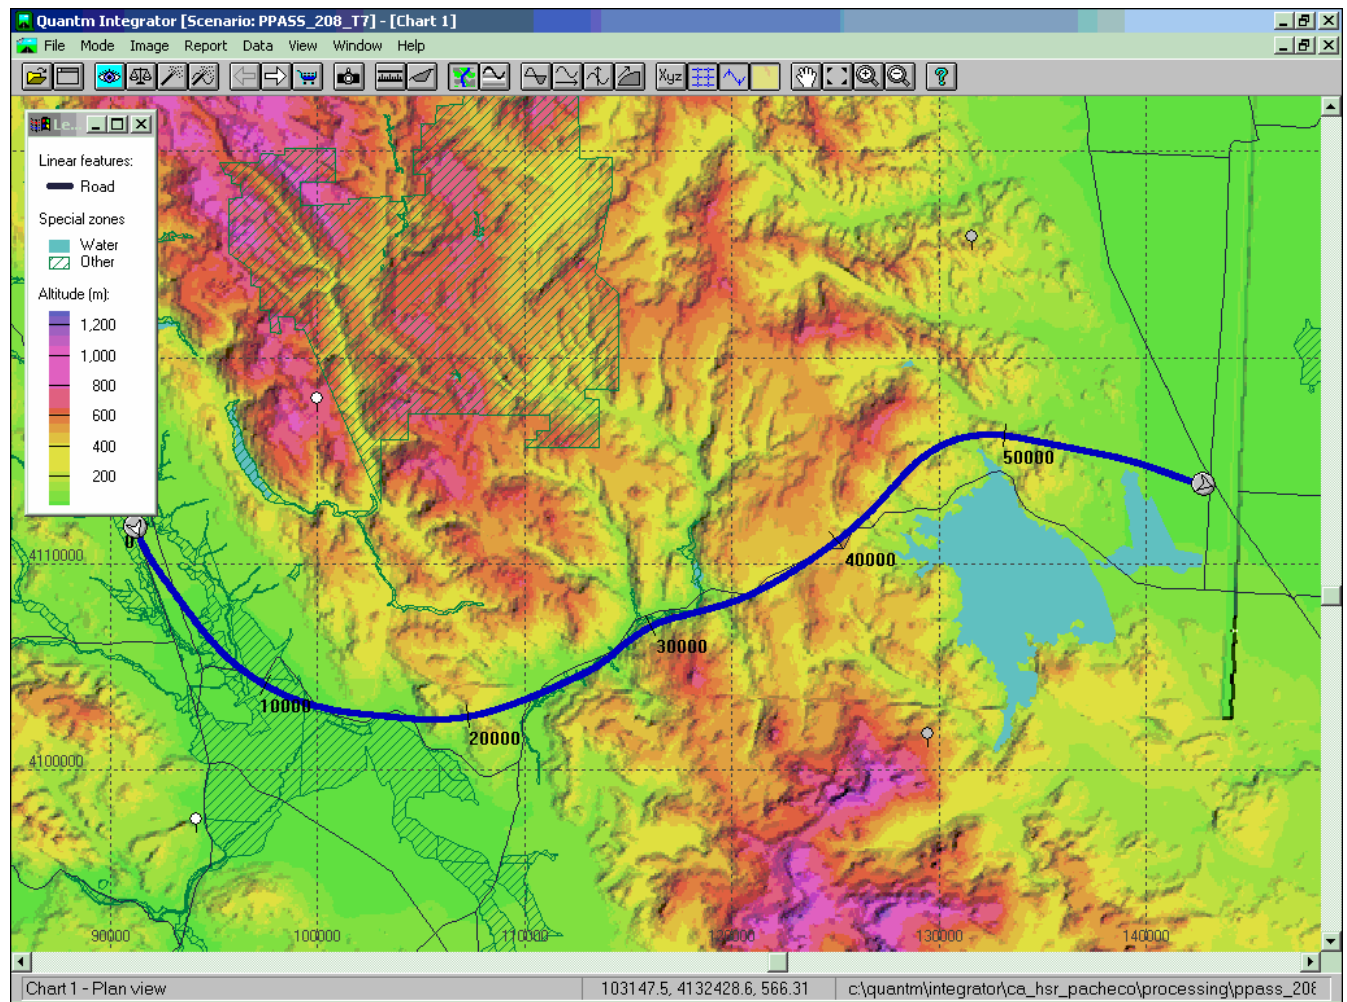 Quantm Integrator [Scenario: PPASS_208_T7] - [Chart 1]
File Mode Image Report Data View Window Help
Xyz
Le...
Linear features:
Road
Special zones
Water
Other
Altitude (m):
1,200
1,000
800
600
400
200
50000
0
4110000
40000
30000
10000
20000
4100000
90000 100000 110000 120000 130000 140000
Chart 1 - Plan view 103147.5, 4132428.6, 566.31 c:\quantm\integrator\ca_hsr_pacheco\processing\ppass_208